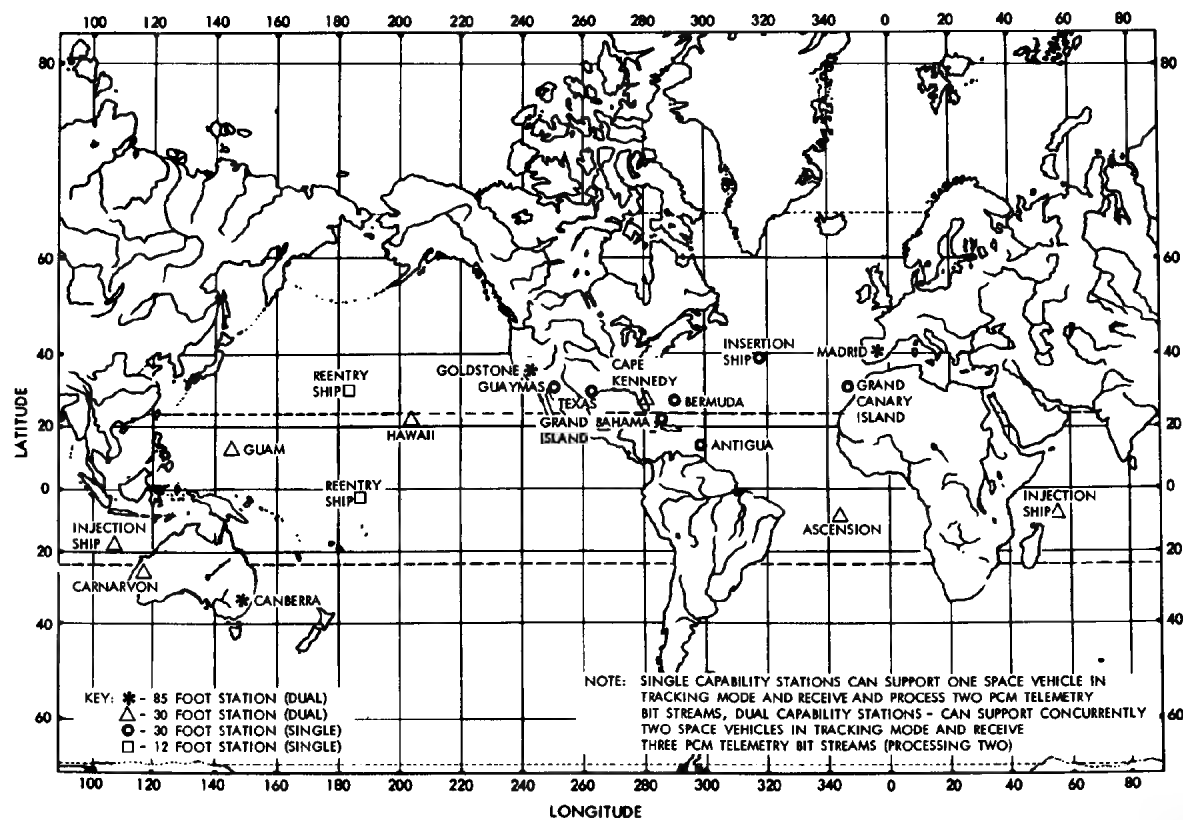 100 120 140 160 180 200 220 240 260 280 300 318 344 0 20 40 60 80
80 80
60 60
LATITUDE
40 40
INSERTION
SHIP
MADRID
GOLDSTONE
CAPE
KENNEDY
REENTRY
SHIP
GUAYMAS
TEXAS
BERMUDA
GRAND
CANARY
ISLAND
20 20
HAWAII
GRAND
ISLAND
BAHAMA
ANTIGUA
GUAM
0 0
REENTRY
SHIP
INJECTION
SHIP
ASCENSION
INJECTION
SHIP
20 20
CARNARVON
CANBERRA
40 40
KEY: ✱ - 85 FOOT STATION (DUAL)
△ - 30 FOOT STATION (DUAL)
O - 30 FOOT STATION (SINGLE)
□ - 12 FOOT STATION (SINGLE)
NOTE: SINGLE CAPABILITY STATIONS CAN SUPPORT ONE SPACE VEHICLE IN
TRACKING MODE AND RECEIVE AND PROCESS TWO PCM TELEMETRY
BIT STREAMS, DUAL CAPABILITY STATIONS - CAN SUPPORT CONCURRENTLY
TWO SPACE VEHICLES IN TRACKING MODE AND RECEIVE
THREE PCM TELEMETRY BIT STREAMS (PROCESSING TWO)
60 60
100 120 140 160 180 200 220 240 260 280 300 320 340 0 20 40 60 80
LONGITUDE